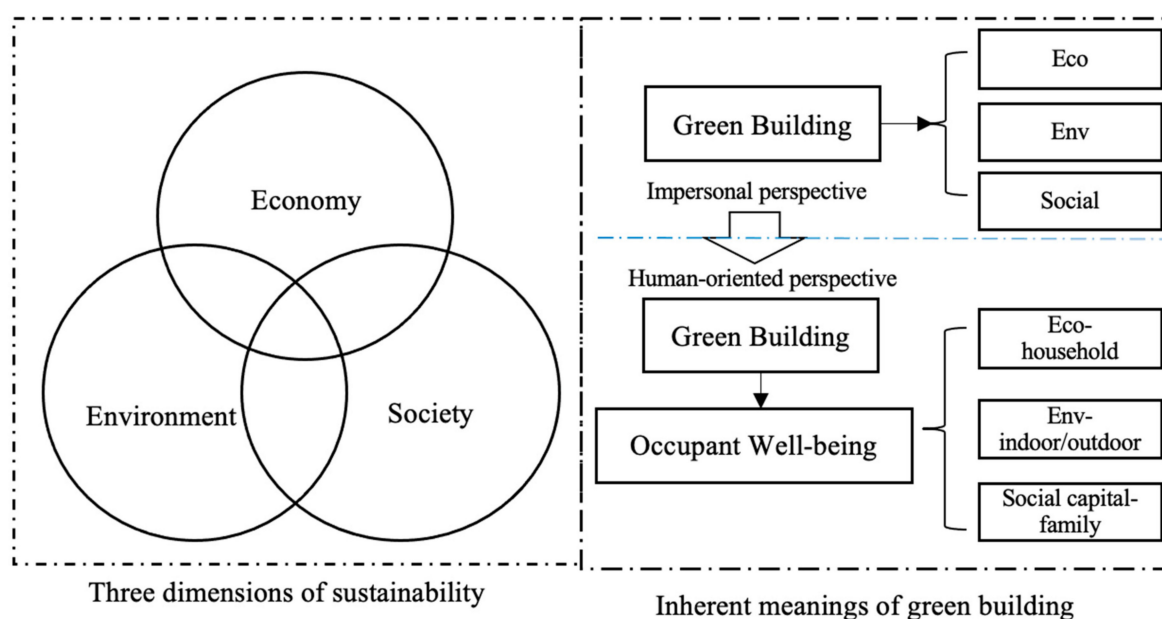 Economy
Environment
Society
Three dimensions of sustainability
Green Building
Eco
Env
Social
Impersonal perspective
Human-oriented perspective
Green Building
Occupant Well-being
Eco-
household
Env-
indoor/outdoor
Social capital-
family
Inherent meanings of green building